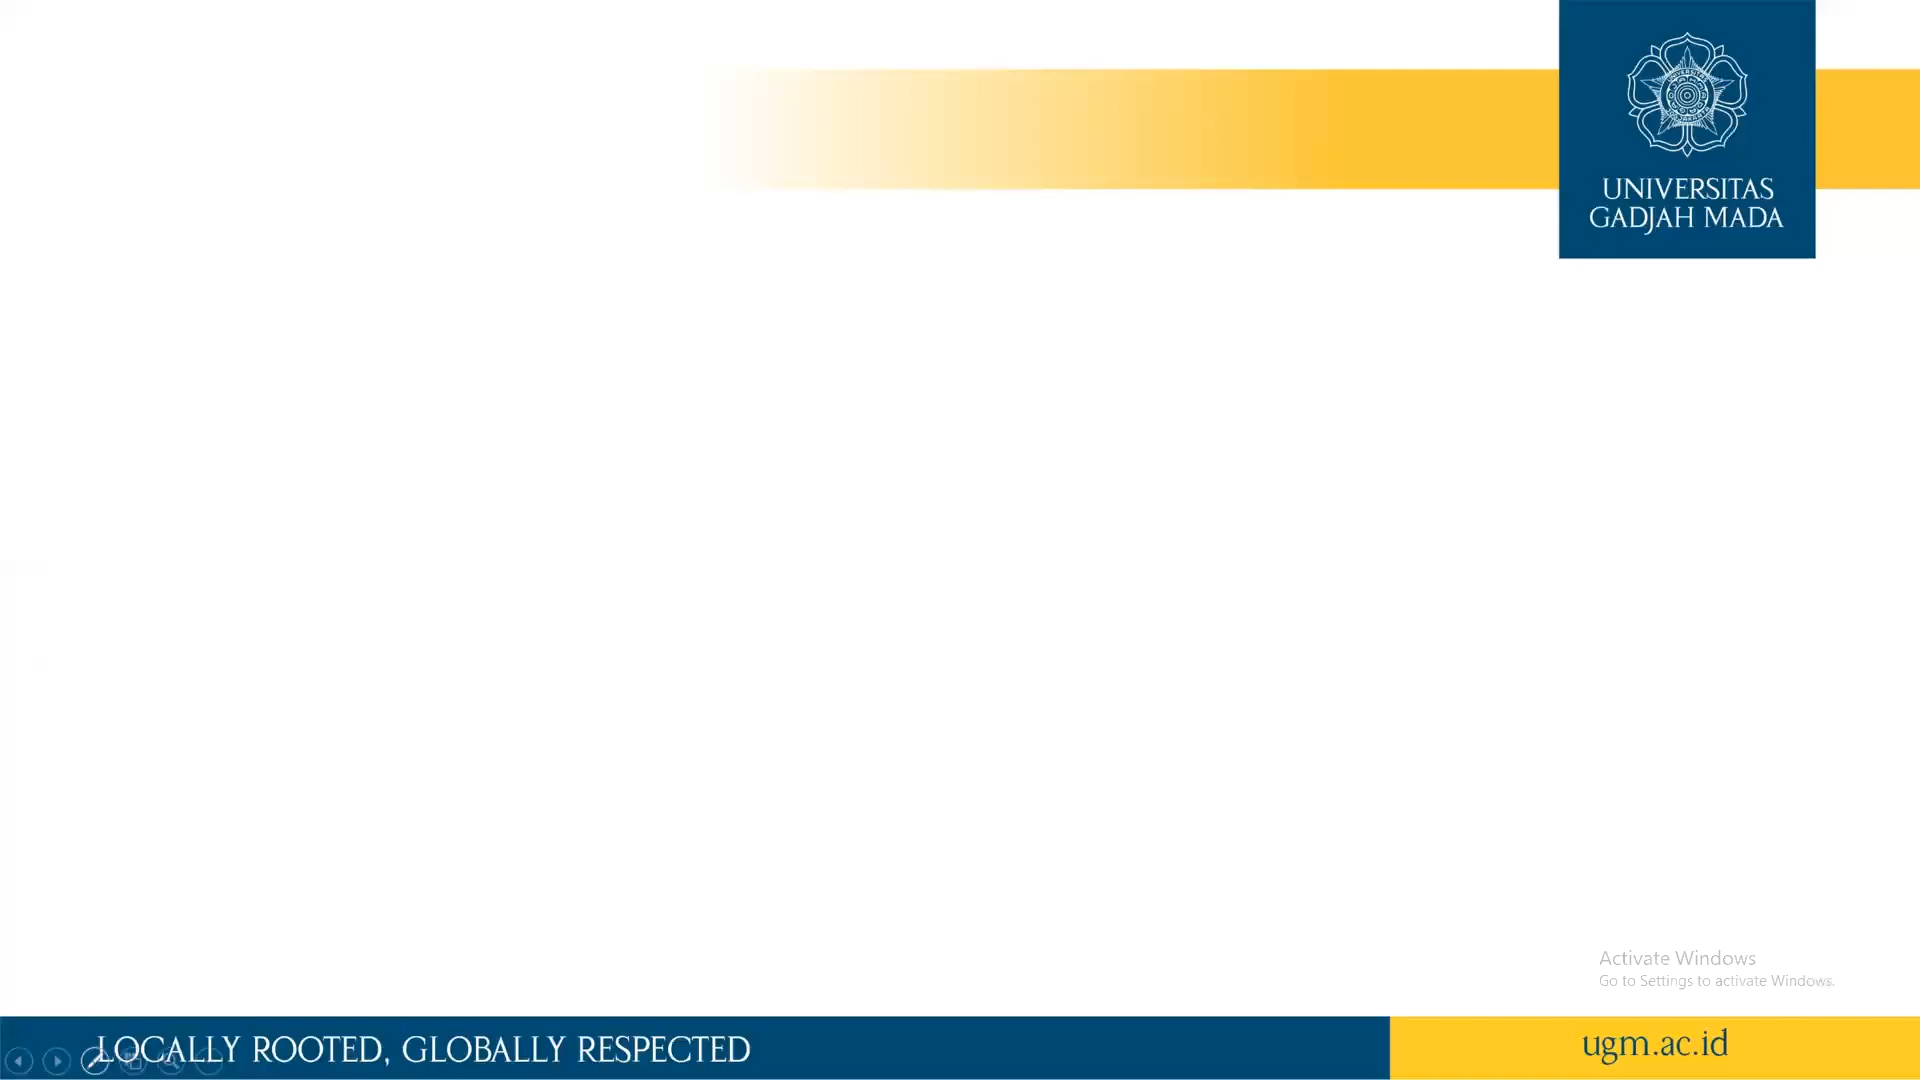 UNIVERSITAS
GADJAH MADA
Activate Windows
Go to Settings to activate Windows.
LOCALLY ROOTED, GLOBALLY RESPECTED
ugm.ac.id